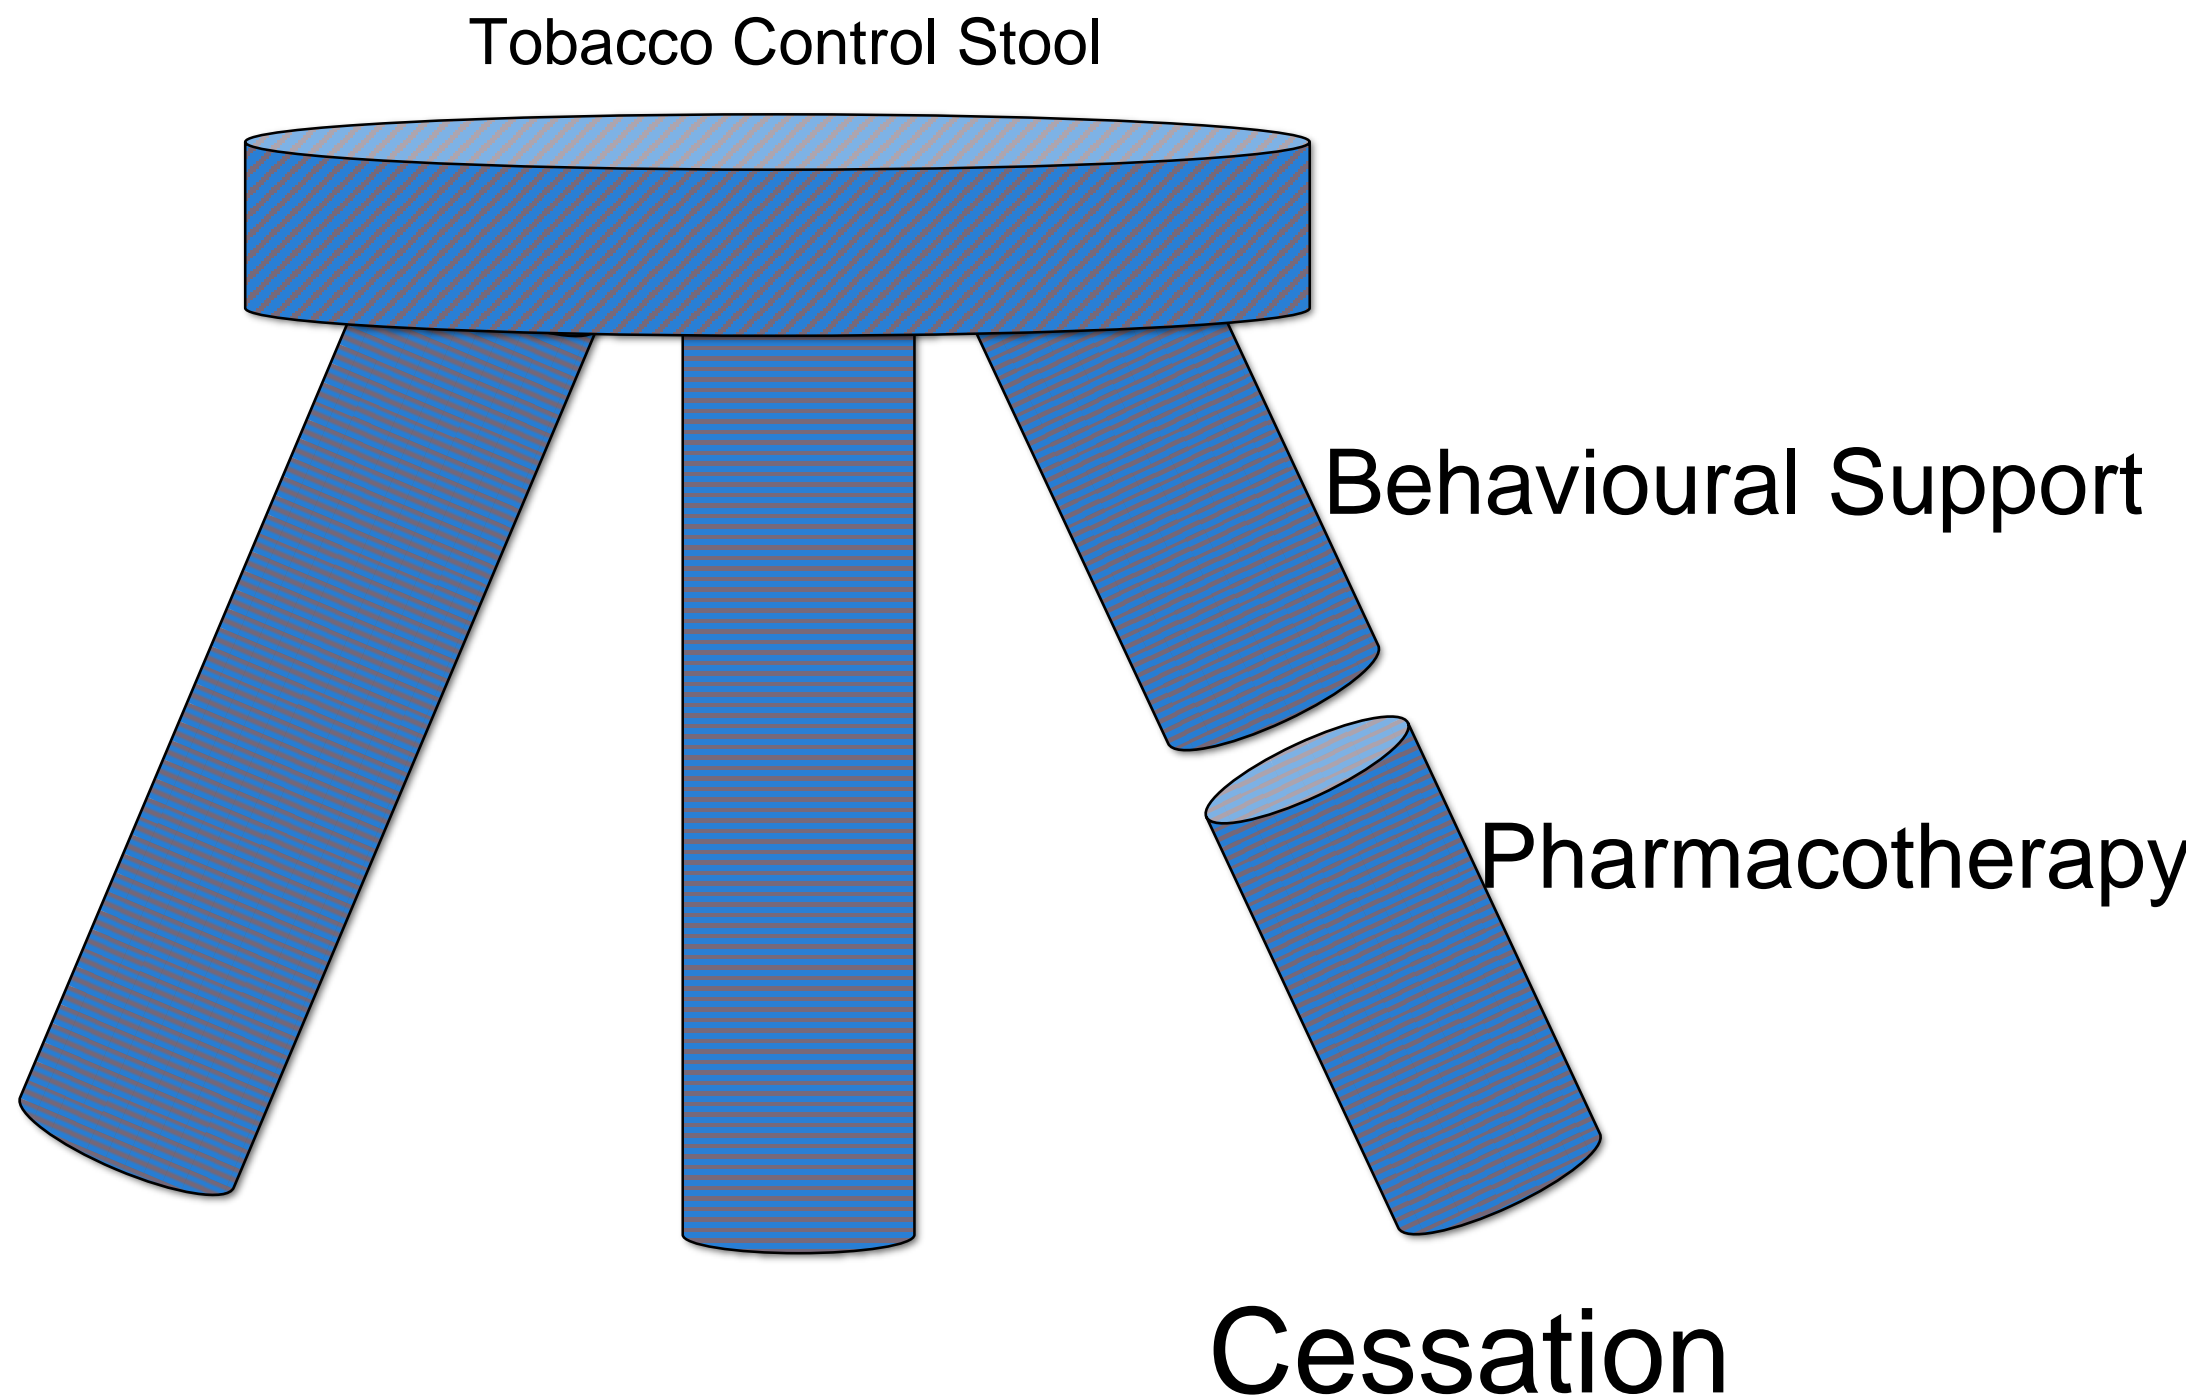 Tobacco Control Stool
Behavioural Support
Pharmacotherapy
Cessation